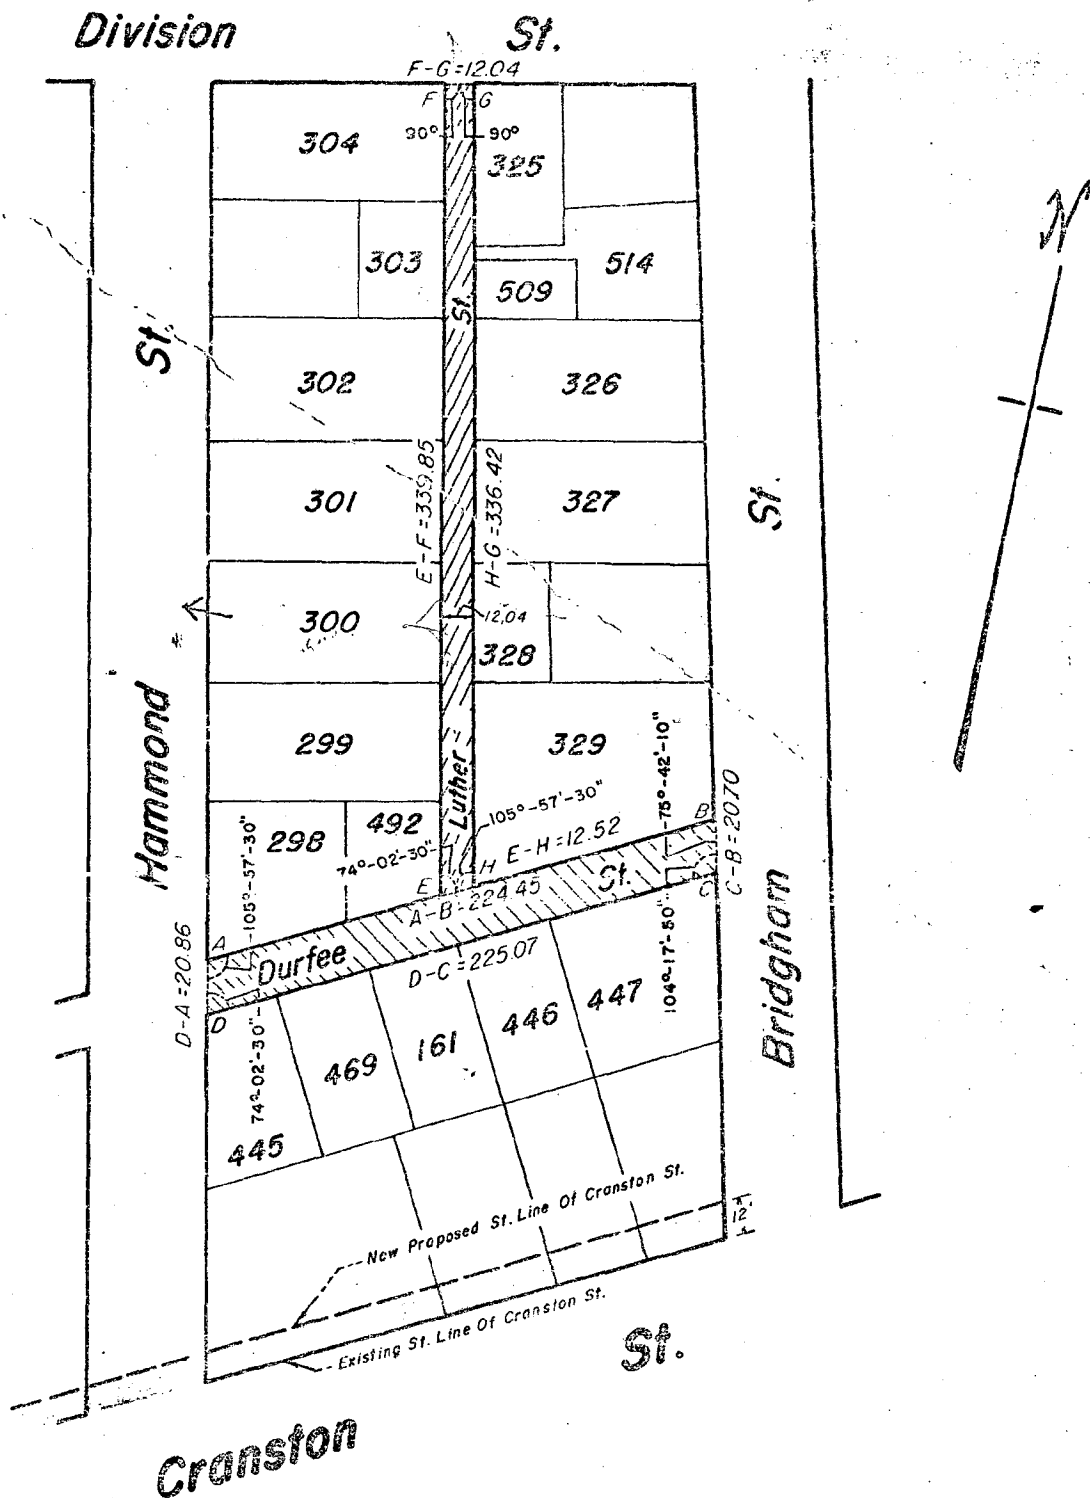 Division St.
F-G=12.04
F G
90° 90°
304
325
303
514
509
St.
St.
302
326
E-F=339.85
H-G=336.42
301
327
St.
300
12.04
328
Hammond
299
329
75°-42'-10"
Luther
105°-57'-30"
298
492
105°-57'-30"
74°-02'-30"
E-H=12.52
B
C-B=20.70
E H
St.
C
A-B=224.45
A
Durfee
D-C=225.07
D-A=20.86
D
104°-17'-50"
Bridgham
74°-02'-30"
469
161
446
447
445
New Proposed St. Line Of Cranston St.
12'
Existing St. Line Of Cranston St.
St.
Cranston
N